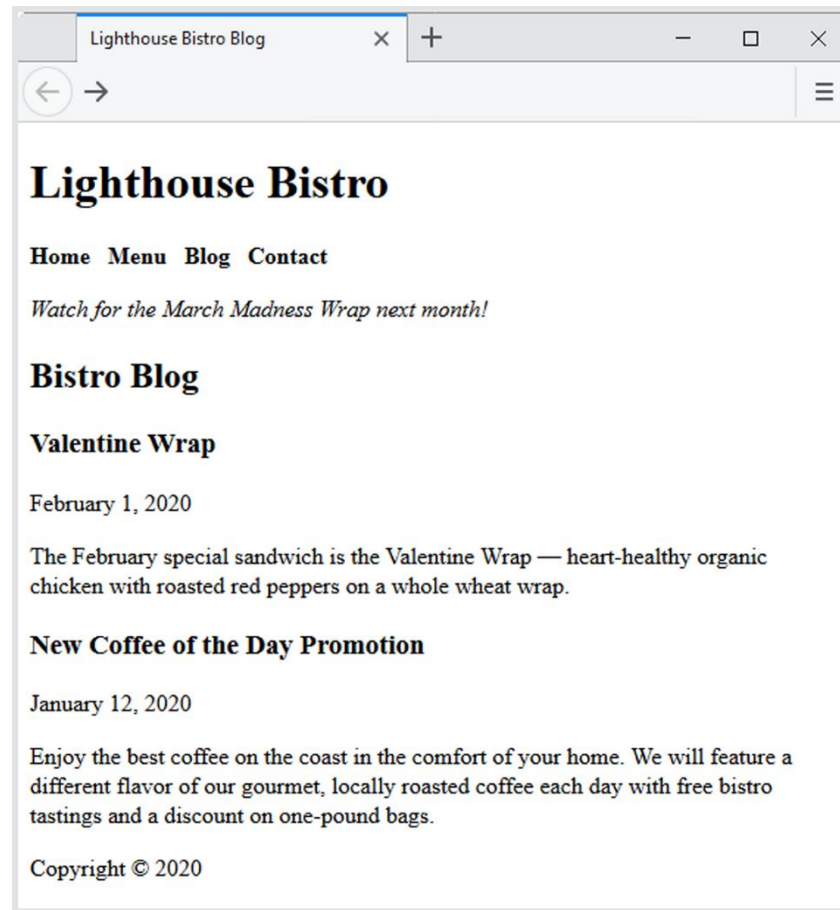 Lighthouse Bistro Blog
Lighthouse Bistro
Home Menu Blog Contact
Watch for the March Madness Wrap next month!
Bistro Blog
Valentine Wrap
February 1, 2020
The February special sandwich is the Valentine Wrap — heart-healthy organic
chicken with roasted red peppers on a whole wheat wrap.
New Coffee of the Day Promotion
January 12, 2020
Enjoy the best coffee on the coast in the comfort of your home. We will feature a
different flavor of our gourmet, locally roasted coffee each day with free bistro
tastings and a discount on one-pound bags.
Copyright © 2020